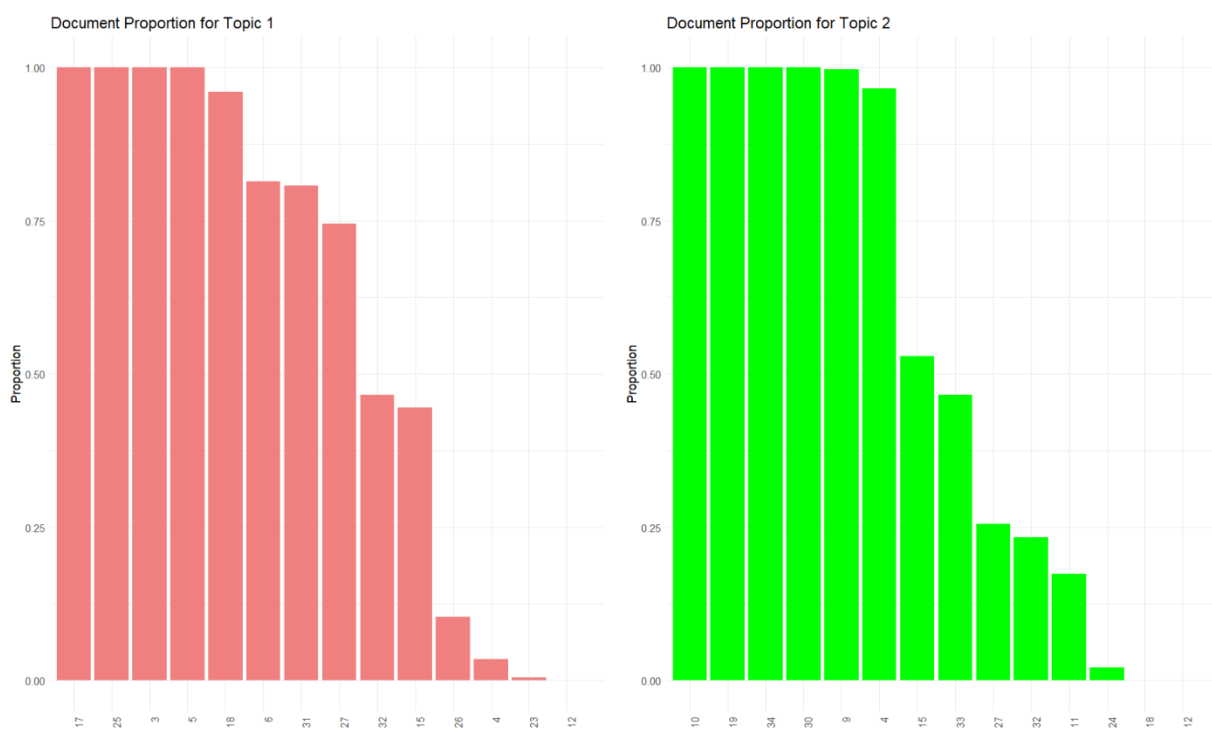 Document Proportion for Topic 1
1.00
0.75
0.50
0.25
0.00
Proportion
17 25 3 5 18 6 31 27 32 15 26 4 23 12
Document Proportion for Topic 2
1.00
0.75
0.50
0.25
0.00
Proportion
10 19 34 30 9 4 15 33 27 32 11 24 18 12